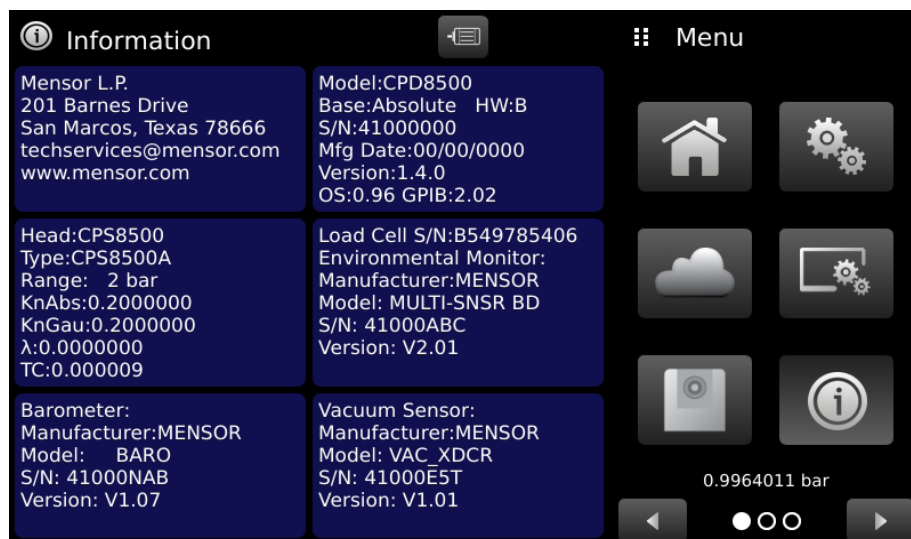 Information
Mensor L.P.
201 Barnes Drive
San Marcos, Texas 78666
techservices@mensor.com
www.mensor.com
Model:CPD8500
Base:Absolute HW:B
S/N:41000000
Mfg Date:00/00/0000
Version:1.4.0
OS:0.96 GPIB:2.02
Head:CPS8500
Type:CPS8500A
Range: 2 bar
KnAbs:0.2000000
KnGau:0.2000000
λ:0.0000000
TC:0.000009
Load Cell S/N:B549785406
Environmental Monitor:
Manufacturer:MENSOR
Model: MULTI-SNSR BD
S/N: 41000ABC
Version: V2.01
Barometer:
Manufacturer:MENSOR
Model: BARO
S/N: 41000NAB
Version: V1.07
Vacuum Sensor:
Manufacturer:MENSOR
Model: VAC_XDCR
S/N: 41000E5T
Version: V1.01
Menu
0.9964011 bar